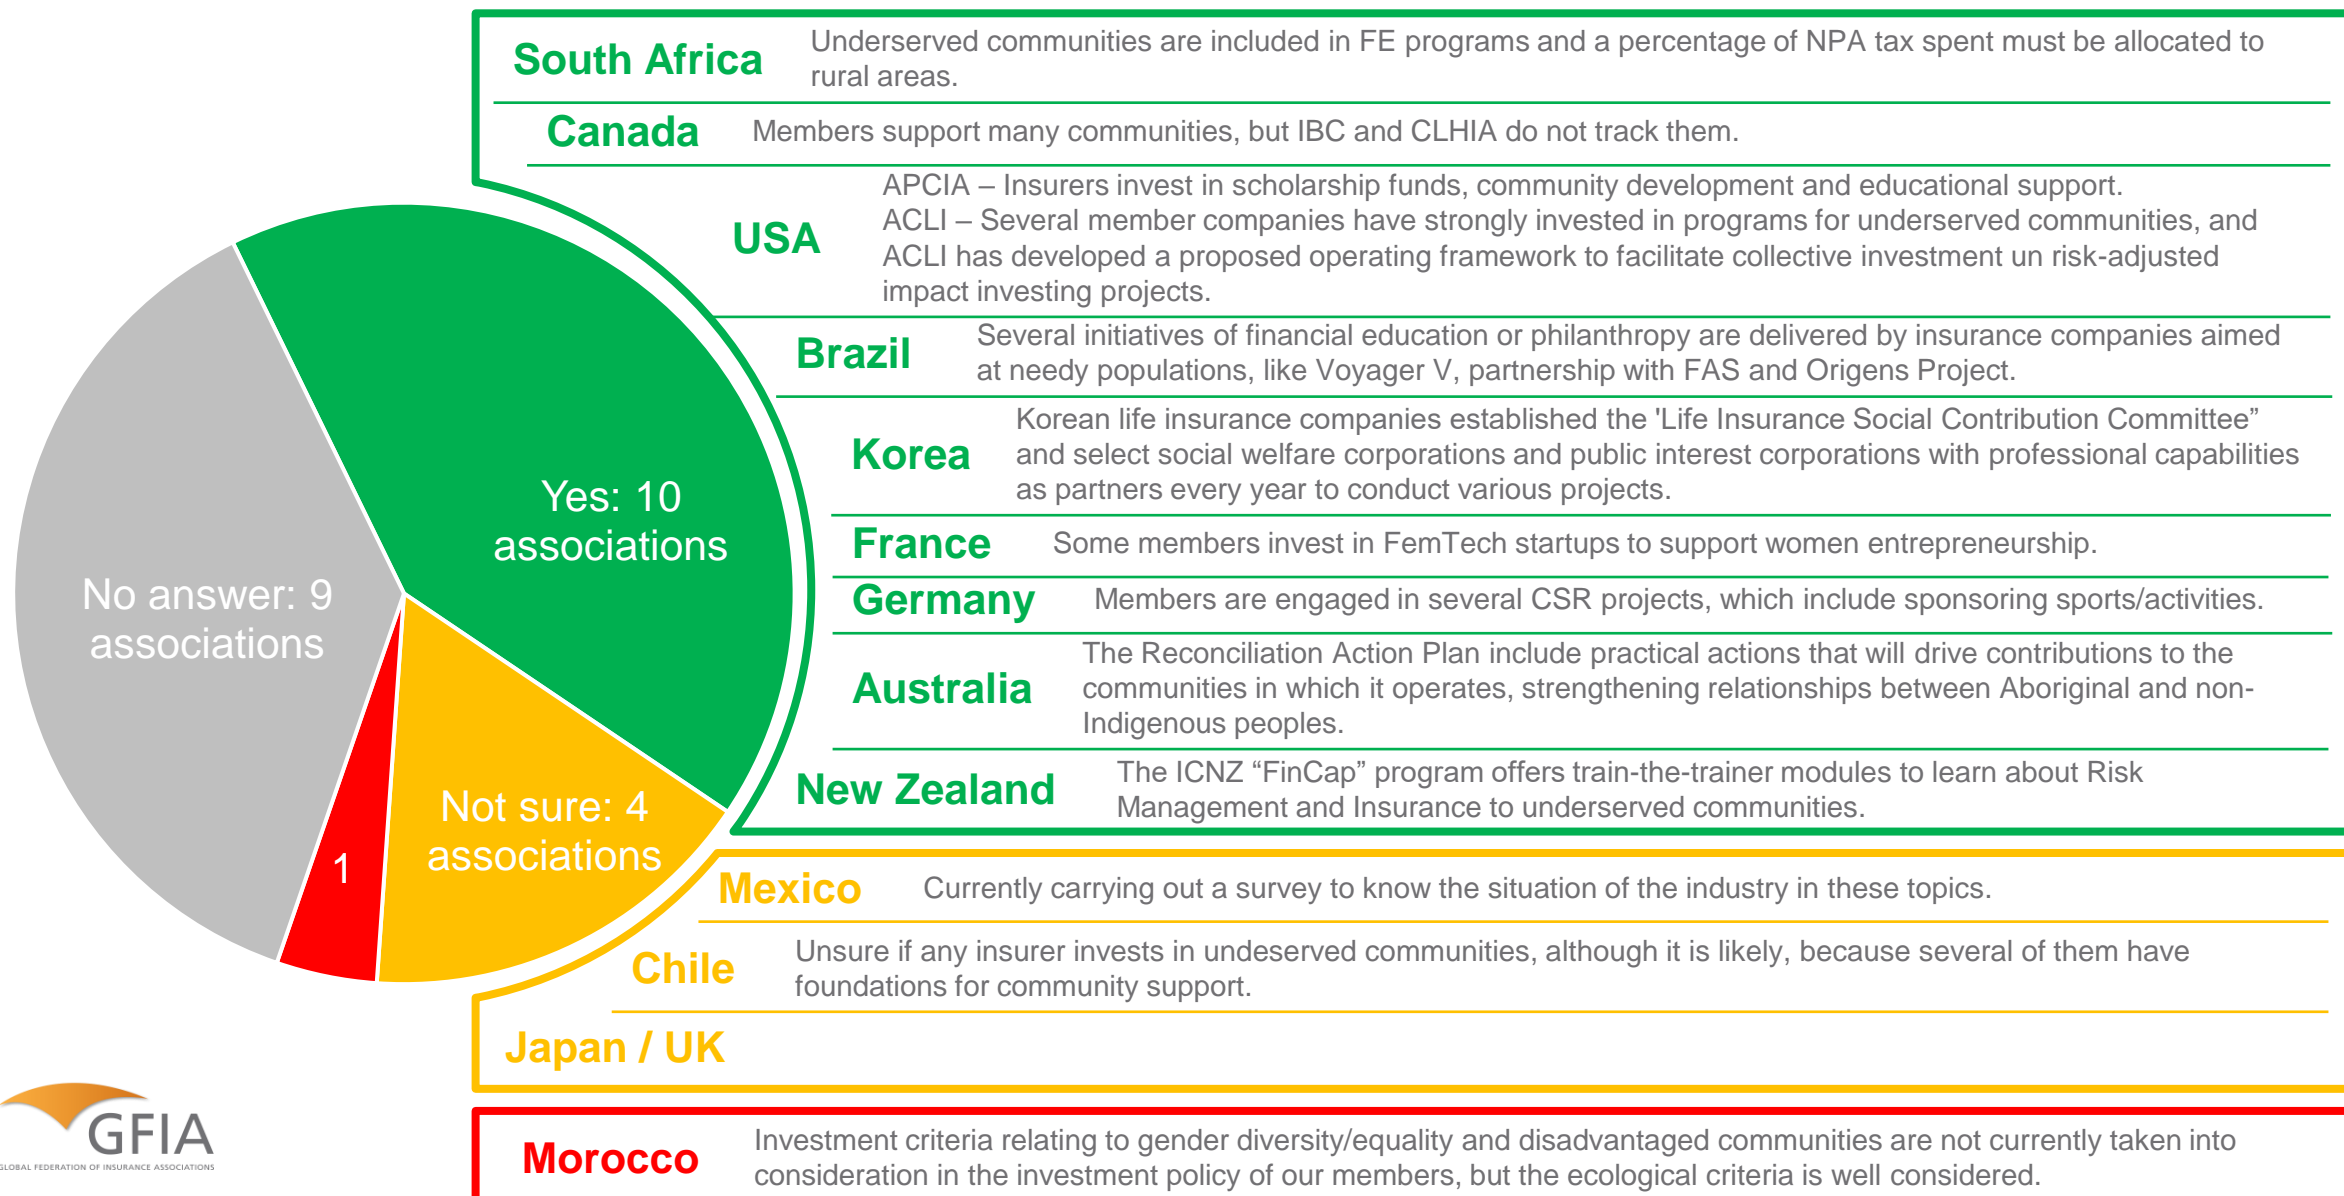 South Africa
Underserved communities are included in FE programs and a percentage of NPA tax spent must be allocated to
rural areas.
Canada
Members support many communities, but IBC and CLHIA do not track them.
USA
APCIA – Insurers invest in scholarship funds, community development and educational support.
ACLI – Several member companies have strongly invested in programs for underserved communities, and
ACLI has developed a proposed operating framework to facilitate collective investment un risk-adjusted
impact investing projects.
Brazil
Several initiatives of financial education or philanthropy are delivered by insurance companies aimed
at needy populations, like Voyager V, partnership with FAS and Origens Project.
Korea
Korean life insurance companies established the 'Life Insurance Social Contribution Committee”
and select social welfare corporations and public interest corporations with professional capabilities
as partners every year to conduct various projects.
France
Some members invest in FemTech startups to support women entrepreneurship.
Germany
Members are engaged in several CSR projects, which include sponsoring sports/activities.
Australia
The Reconciliation Action Plan include practical actions that will drive contributions to the
communities in which it operates, strengthening relationships between Aboriginal and non-
Indigenous peoples.
New Zealand
The ICNZ “FinCap” program offers train-the-trainer modules to learn about Risk
Management and Insurance to underserved communities.
Yes: 10
associations
No answer: 9
associations
Not sure: 4
associations
1
Mexico
Currently carrying out a survey to know the situation of the industry in these topics.
Chile
Unsure if any insurer invests in undeserved communities, although it is likely, because several of them have
foundations for community support.
Japan / UK
Morocco
Investment criteria relating to gender diversity/equality and disadvantaged communities are not currently taken into
consideration in the investment policy of our members, but the ecological criteria is well considered.
GFIA
GLOBAL FEDERATION OF INSURANCE ASSOCIATIONS